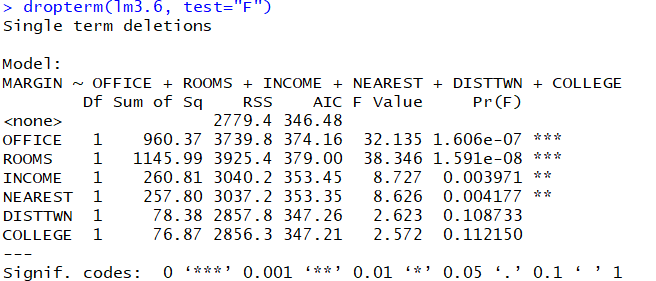 > dropterm(lm3.6, test="F")
Single term deletions
Model:
MARGIN ~ OFFICE + ROOMS + INCOME + NEAREST + DISTTWN + COLLEGE
Df Sum of Sq RSS AIC F Value Pr(F)
<none> 2779.4 346.48
OFFICE 1 960.37 3739.8 374.16 32.135 1.606e-07 ***
ROOMS 1 1145.99 3925.4 379.00 38.346 1.591e-08 ***
INCOME 1 260.81 3040.2 353.45 8.727 0.003971 **
NEAREST 1 257.80 3037.2 353.35 8.626 0.004177 **
DISTTWN 1 78.38 2857.8 347.26 2.623 0.108733
COLLEGE 1 76.87 2856.3 347.21 2.572 0.112150
---
Signif. codes: 0 ‘***’ 0.001 ‘**’ 0.01 ‘*’ 0.05 ‘.’ 0.1 ‘ ’ 1